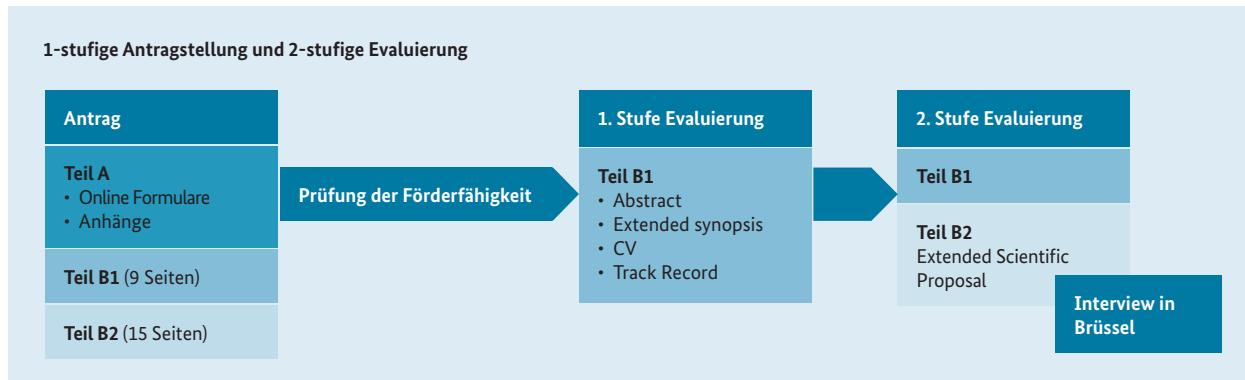 1-stufige Antragstellung und 2-stufige Evaluierung
Antrag
Teil A
• Online Formulare
• Anhänge
Teil B1 (9 Seiten)
Teil B2 (15 Seiten)
Prüfung der Förderfähigkeit
1. Stufe Evaluierung
Teil B1
• Abstract
• Extended synopsis
• CV
• Track Record
2. Stufe Evaluierung
Teil B1
Teil B2
Extended Scientific
Proposal
Interview in
Brüssel